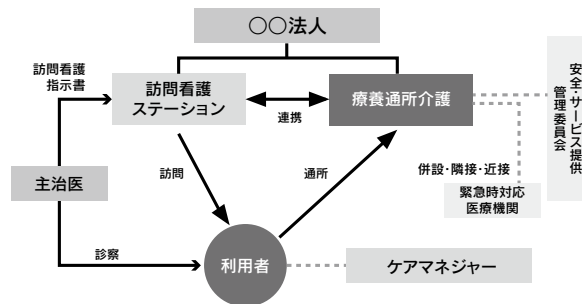 ○○法人
訪問看護
指示書
訪問看護
ステーション
連携
療養通所介護
安全・サービス提供
管理委員会
訪問
通所
併設・隣接・近接
緊急時対応
医療機関
主治医
診察
利用者
ケアマネジャー